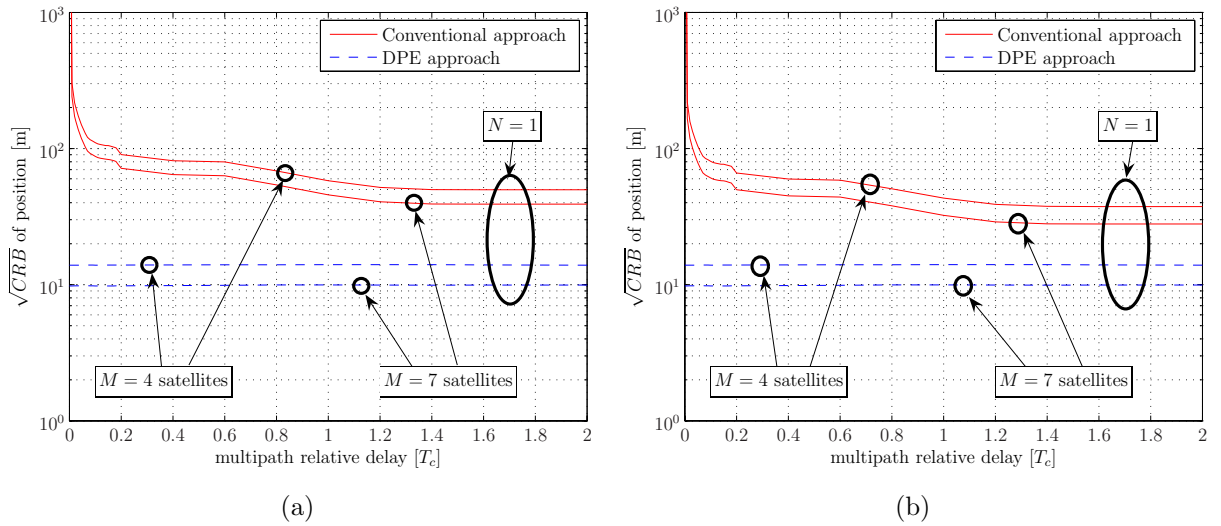 Conventional approach
DPE approach
N = 1
M = 4 satellites
M = 7 satellites
10^3
10^2
10^1
10^0
√CRB of position [m]
0 0.2 0.4 0.6 0.8 1 1.2 1.4 1.6 1.8 2
multipath relative delay [T_c]
(a)
Conventional approach
DPE approach
N = 1
M = 4 satellites
M = 7 satellites
10^3
10^2
10^1
10^0
√CRB of position [m]
0 0.2 0.4 0.6 0.8 1 1.2 1.4 1.6 1.8 2
multipath relative delay [T_c]
(b)